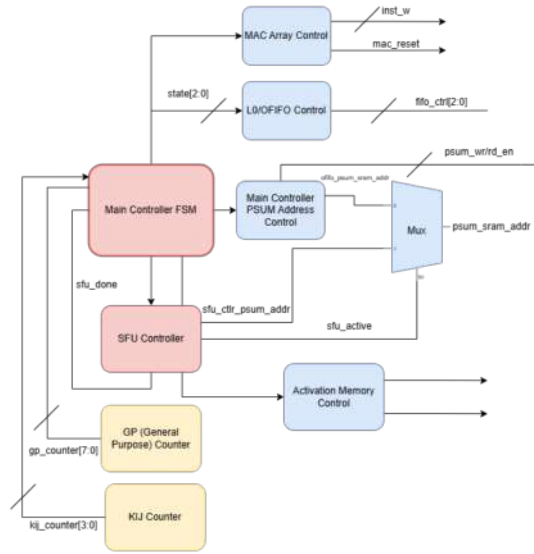 inst_w
MAC Array Control
mac_reset
state[2:0]
L0/OFIFO Control
fifo_ctrl[2:0]
psum_wr/rd_en
ofifo_psum_sram_addr
Main Controller FSM
Main Controller
PSUM Address
Control
0
Mux
psum_sram_addr
1
sfu_done
sfu_ctlr_psum_addr
sfu_active
SFU Controller
Activation Memory
Control
GP (General
Purpose) Counter
gp_counter[7:0]
KIJ Counter
kij_counter[3:0]